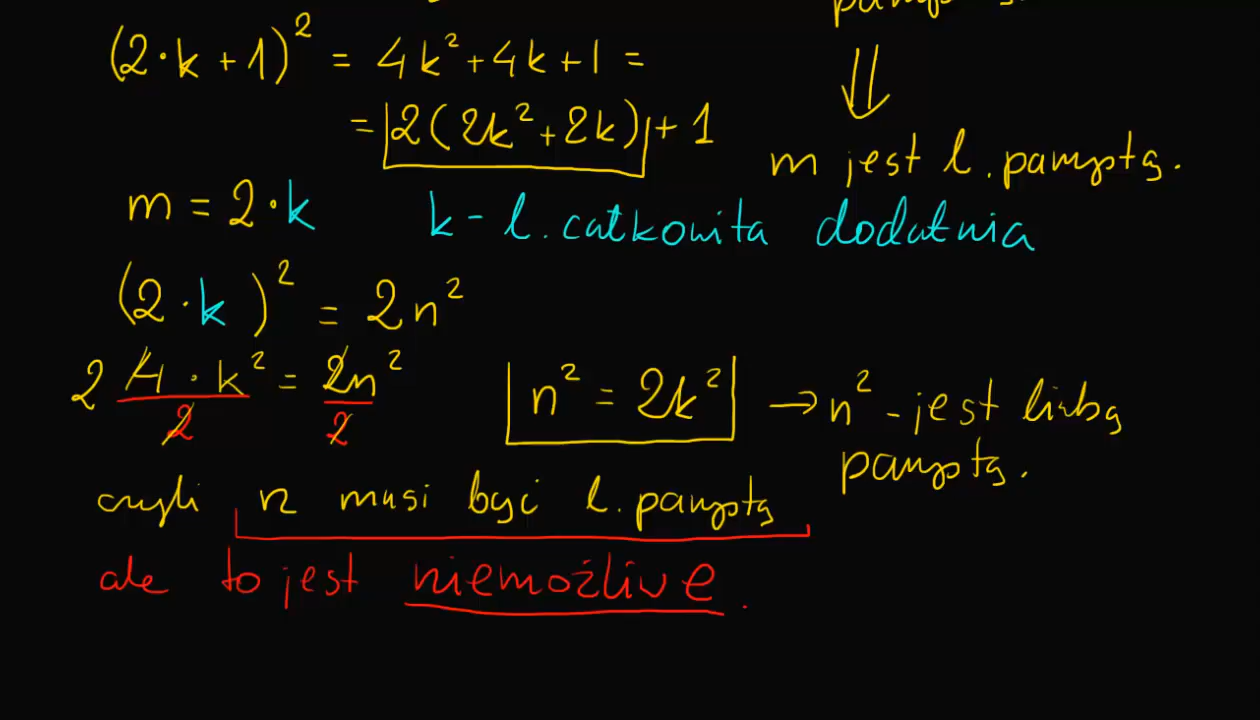 (2·k+1)² = 4k²+4k+1 =
= 2(2k²+2k) + 1
⇓
m jest l. parzystą.
m = 2·k k - l. całkowita dodatnia
(2·k)² = 2n²
2 4·k²/2 = 2n²/2
n² = 2k² → n² - jest liczbą
parzystą.
czyli n musi być l. parzystą
ale to jest niemożliwe.